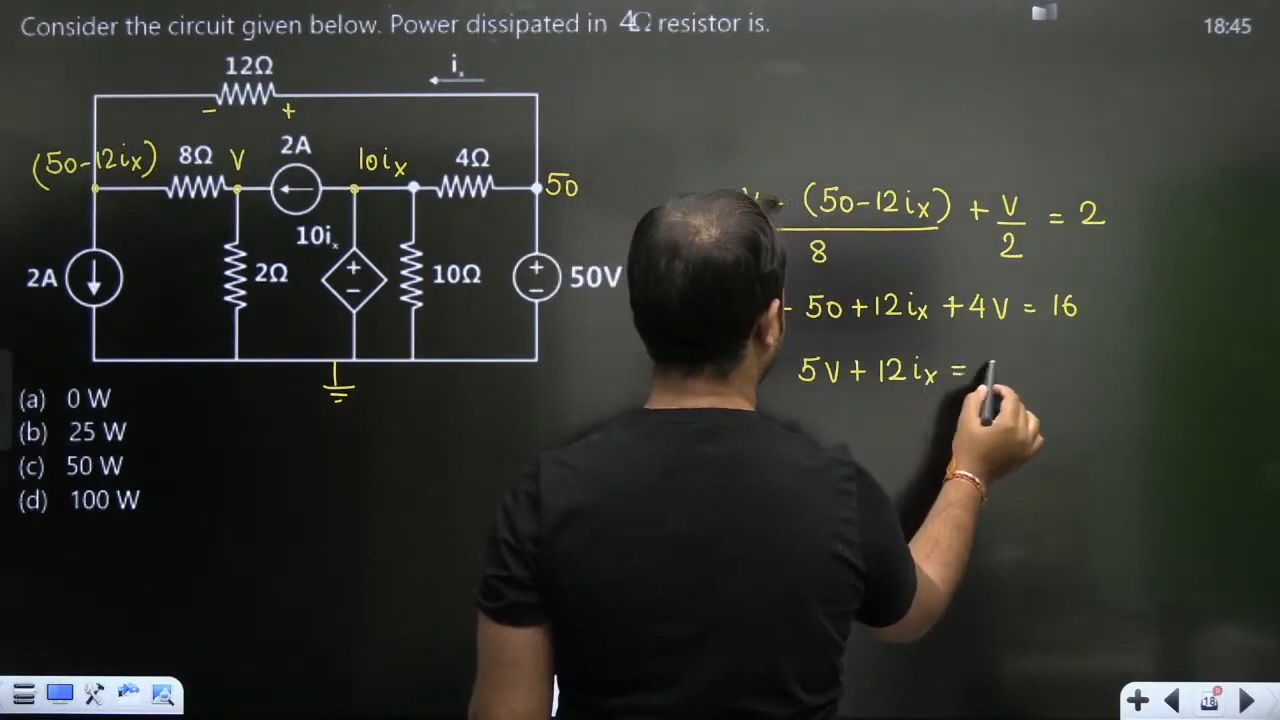 Consider the circuit given below. Power dissipated in 4Ω resistor is.
18:45
12Ω
iₓ
- +
(50-12iₓ) 8Ω V 2A 10iₓ 4Ω 50
10iₓ
2A 2Ω + - 10Ω + - 50V
(50-12iₓ) + V/2 = 2
8
- 50 + 12iₓ + 4V = 16
5V + 12iₓ =
(a) 0 W
(b) 25 W
(c) 50 W
(d) 100 W
18